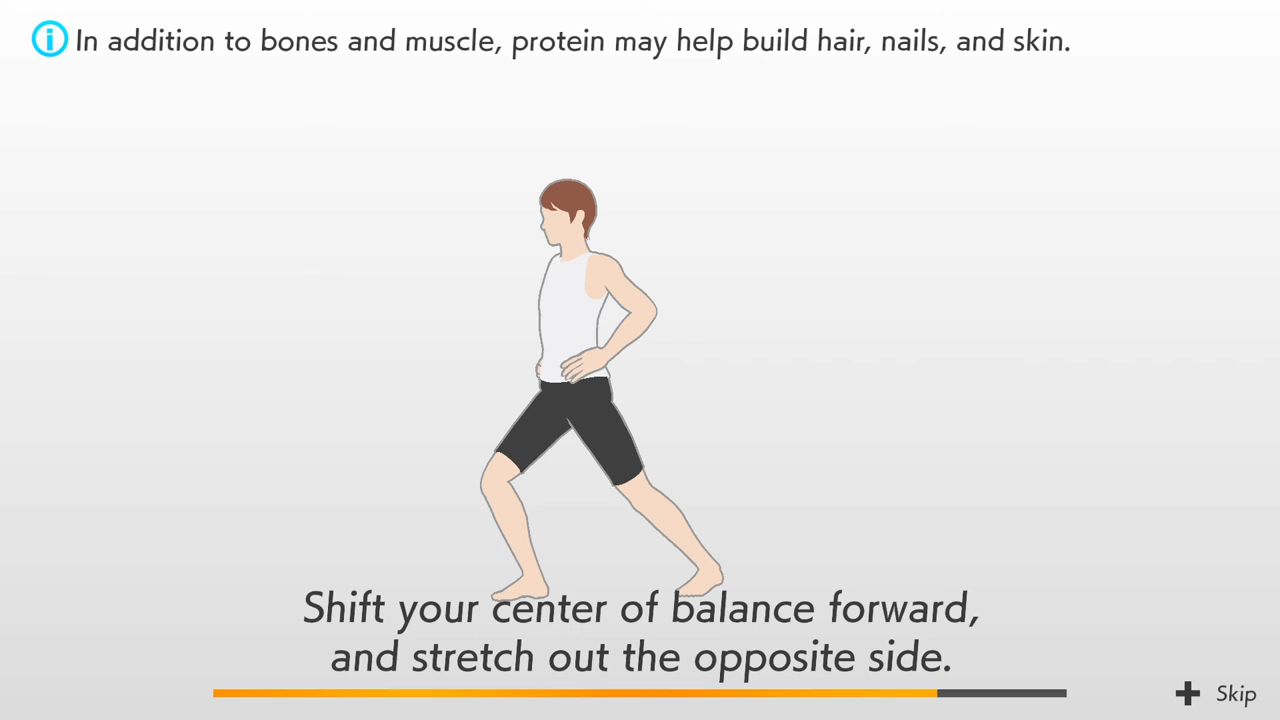 In addition to bones and muscle, protein may help build hair, nails, and skin.
Shift your center of balance forward,
and stretch out the opposite side.
Skip